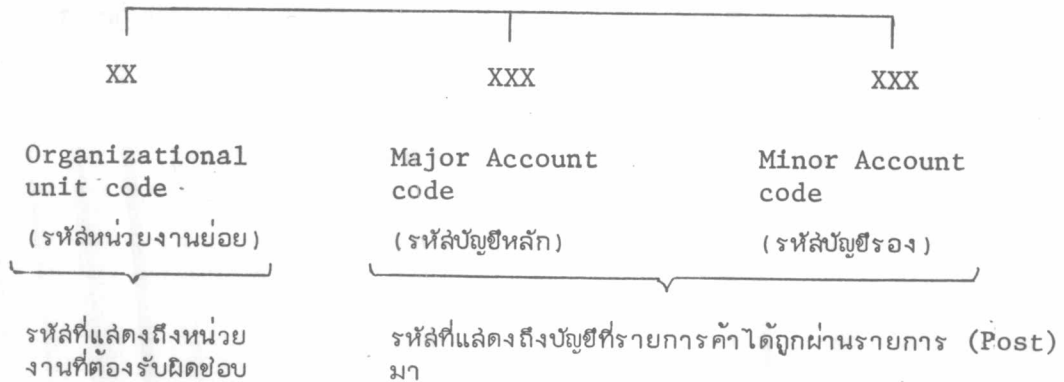 XX
XXX
XXX
Organizational
unit code
(รหัสหน่วยงานย่อย)
Major Account
code
(รหัสบัญชีหลัก)
Minor Account
code
(รหัสบัญชีรอง)
รหัสที่แสดงถึงหน่วย
งานที่ต้องรับผิดชอบ
รหัสที่แสดงถึงบัญชีที่รายการค้าได้ถูกผ่านรายการ (Post)
มา